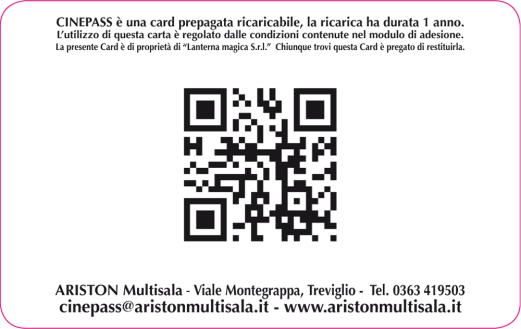 CINEPASS è una card prepagata ricaricabile, la ricarica ha durata 1 anno.
L'utilizzo di questa carta è regolato dalle condizioni contenute nel modulo di adesione.
La presente Card è di proprietà di “Lanterna magica S.r.l.” Chiunque trovi questa Card è pregato di restituirla.
ARISTON Multisala - Viale Montegrappa, Treviglio - Tel. 0363 419503
cinepass@aristonmultisala.it - www.aristonmultisala.it